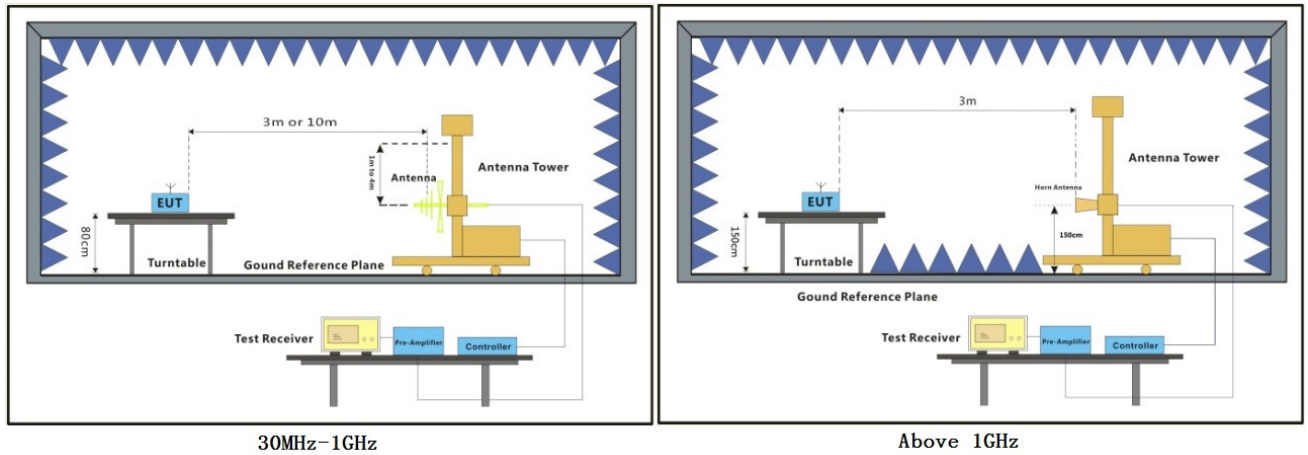 3m or 10m
1m to 4m
Antenna
Antenna Tower
EUT
80cm
Turntable
Gound Reference Plane
Test Receiver
Pre-Amplifier
Controller
30MHz-1GHz
3m
Antenna Tower
Horn Antenna
EUT
150cm
150cm
Turntable
Gound Reference Plane
Test Receiver
Pre-Amplifier
Controller
Above 1GHz